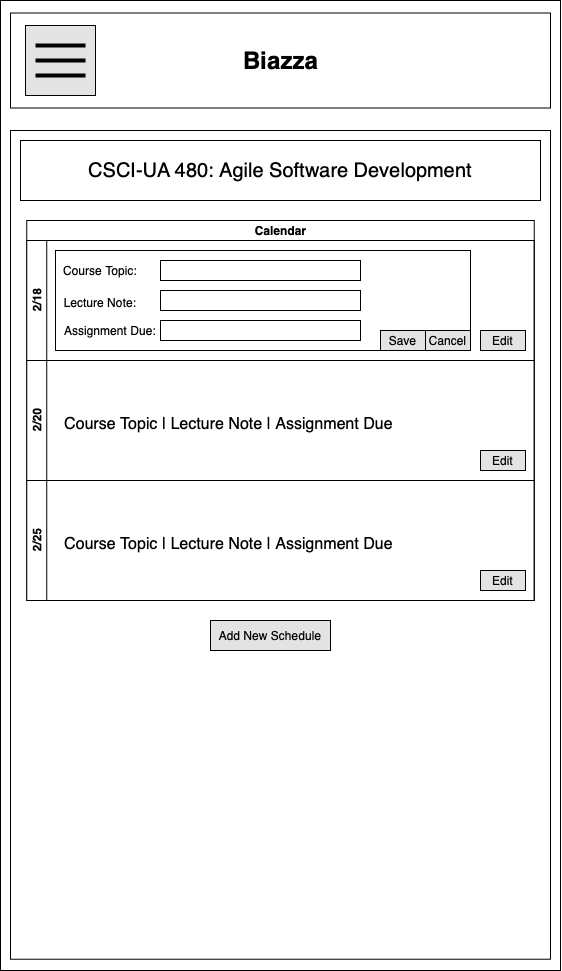 Biazza
CSCI-UA 480: Agile Software Development
Calendar
2/18
Course Topic:
Lecture Note:
Assignment Due:
Save
Cancel
Edit
2/20
Course Topic | Lecture Note | Assignment Due
Edit
2/25
Course Topic | Lecture Note | Assignment Due
Edit
Add New Schedule